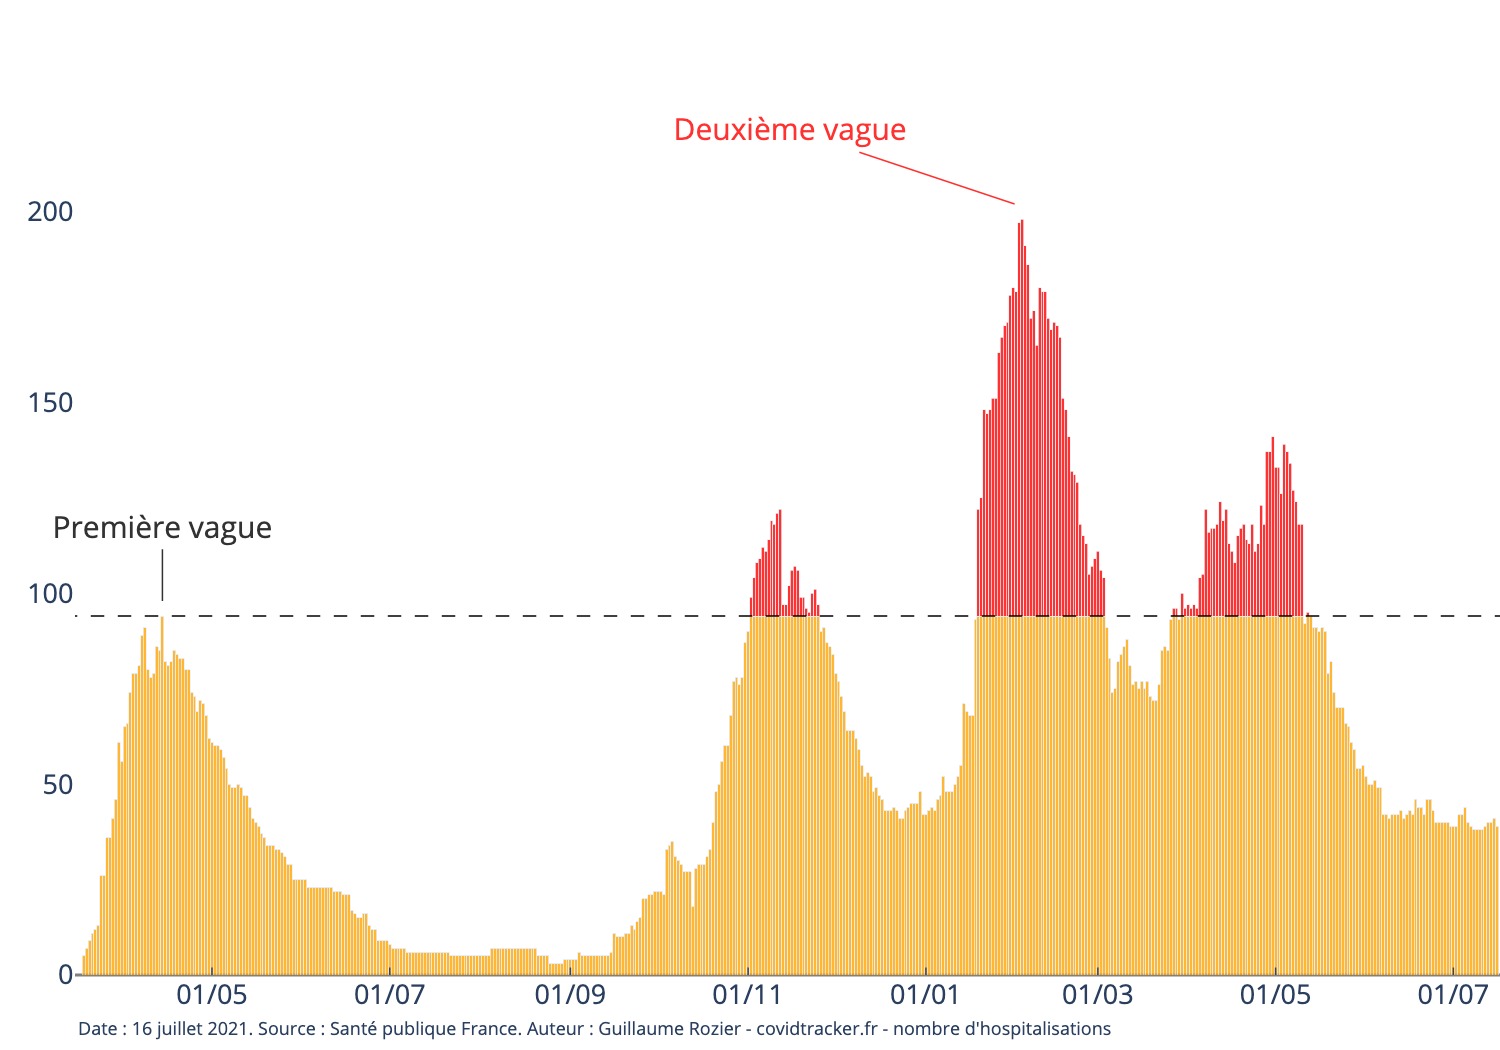 Deuxième vague
200
150
Première vague
100
50
0
01/05 01/07 01/09 01/11 01/01 01/03 01/05 01/07
Date : 16 juillet 2021. Source : Santé publique France. Auteur : Guillaume Rozier - covidtracker.fr - nombre d'hospitalisations